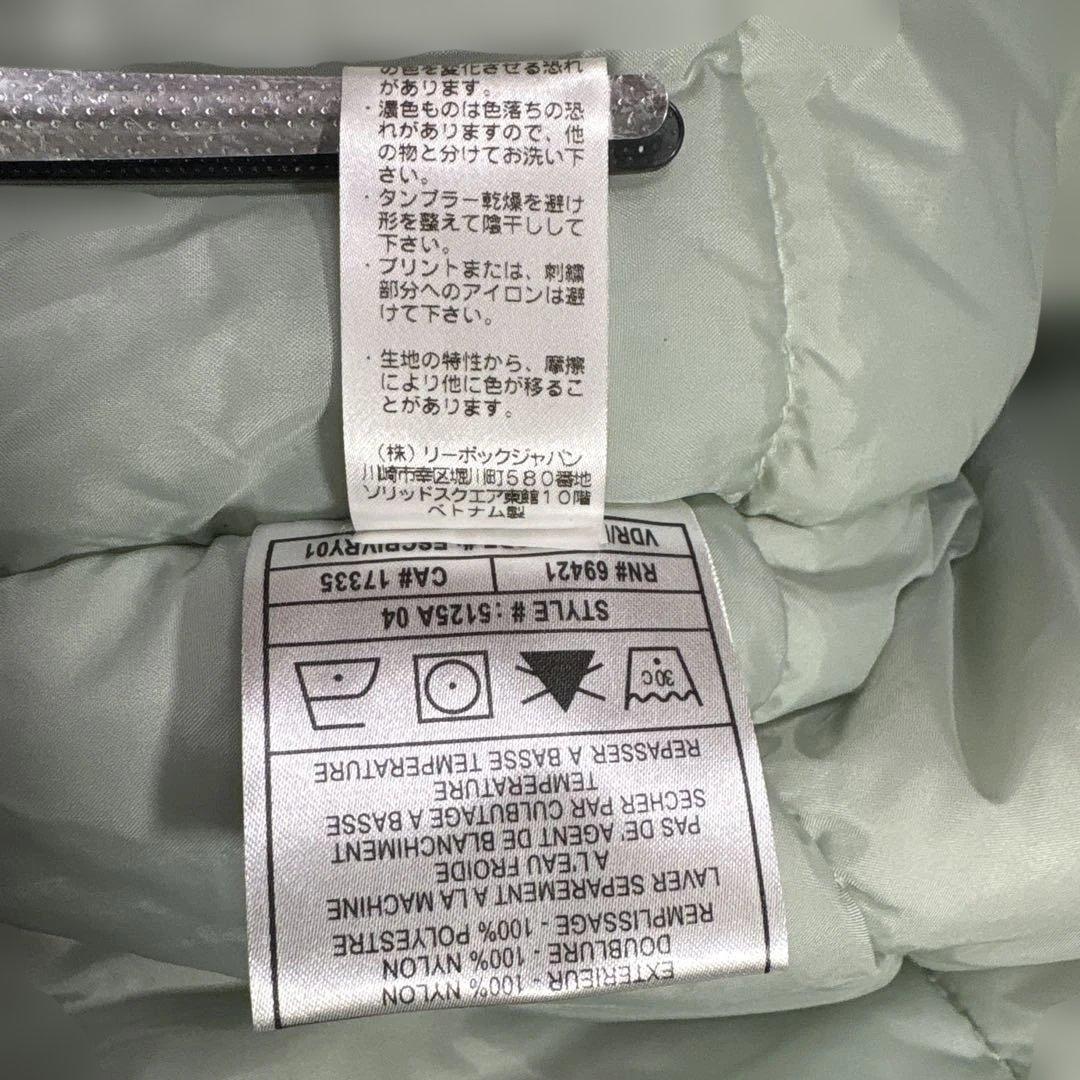 の色を変化させる恐れ
があります。
・濃色ものは色落ちの恐
れがありますので、他
の物と分けてお洗い下
さい。
・タンブラー乾燥を避け
形を整えて陰干しして
下さい。
・プリントまたは、刺繍
部分へのアイロンは避
けて下さい。
・生地の特性から、摩擦
により他に色が移るこ
とがあります。
（株）リーボックジャパン
川崎市幸区堀川町５８０番地
ソリッドスクエア東館１０階
ベトナム製
EXTERIEUR - 100% NYLON
DOUBLURE - 100% NYLON
REMPLISSAGE - 100% POLYESTRE
LAVER SEPAREMENT A LA MACHINE
A L'EAU FROIDE
PAS DE' AGENT DE BLANCHIMENT
SECHER PAR CULBUTAGE A BASSE
TEMPERATURE
REPASSER A BASSE TEMPERATURE
30C
STYLE # : 5125A 04
RN# 69421 CA# 17335